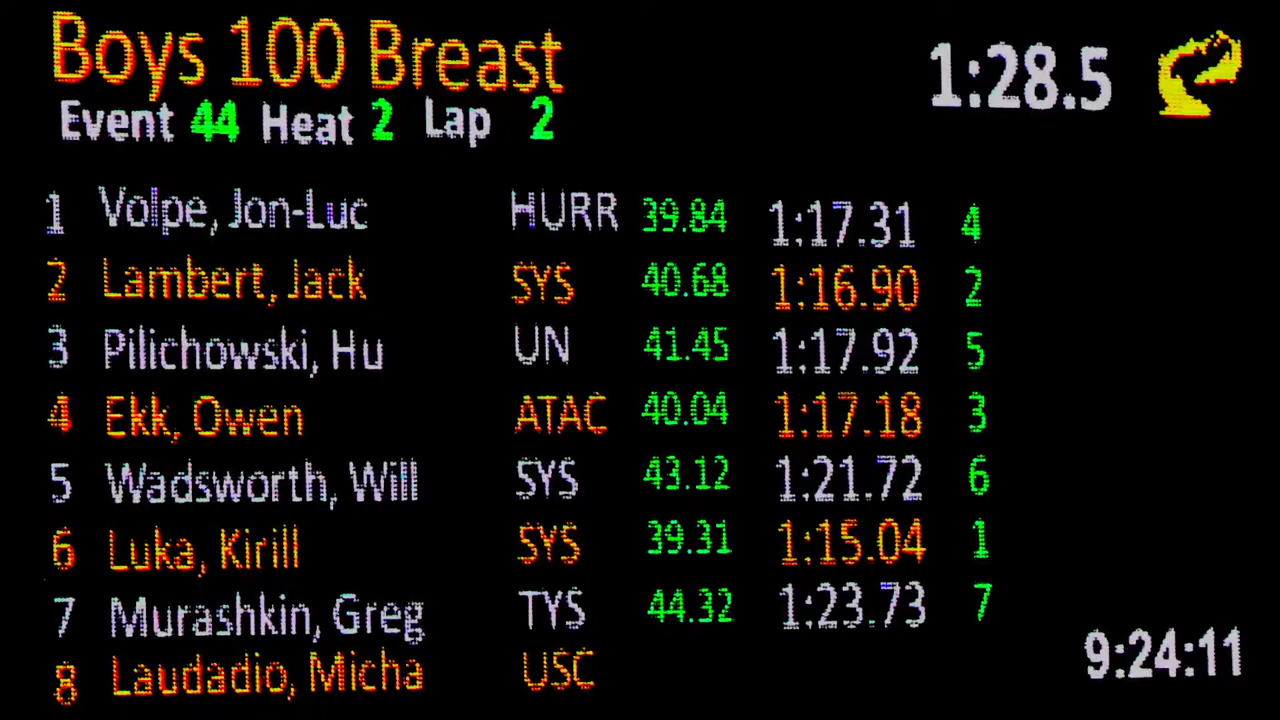 Boys 100 Breast
1:28.5
Event 44 Heat 2 Lap 2
1 Volpe, Jon-Luc HURR 39.84 1:17.31 4
2 Lambert, Jack SYS 40.68 1:16.90 2
3 Pilichowski, Hu UN 41.45 1:17.92 5
4 Ekk, Owen ATAC 40.04 1:17.18 3
5 Wadsworth, Will SYS 43.12 1:21.72 6
6 Luka, Kirill SYS 39.31 1:15.04 1
7 Murashkin, Greg TYS 44.32 1:23.73 7
8 Laudadio, Micha USC
9:24:11